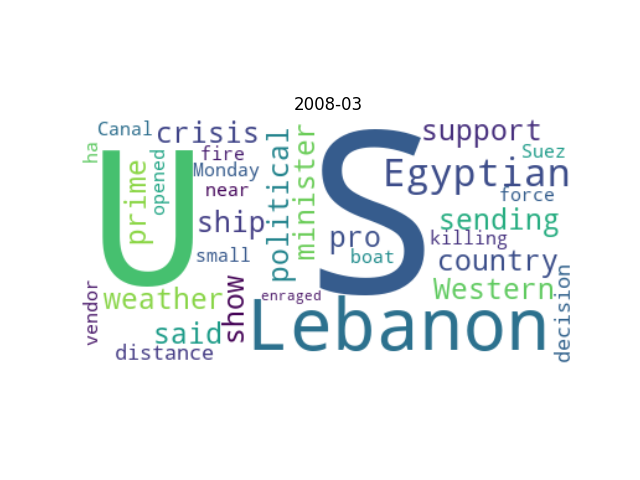 2008-03
Canal
crisis
political
minister
support
ha
prime
opened
fire
Monday
near
Egyptian
Suez
force
U
S
ship
pro
sending
killing
small
boat
country
vendor
weather
show
enraged
Western
decision
said
Lebanon
distance